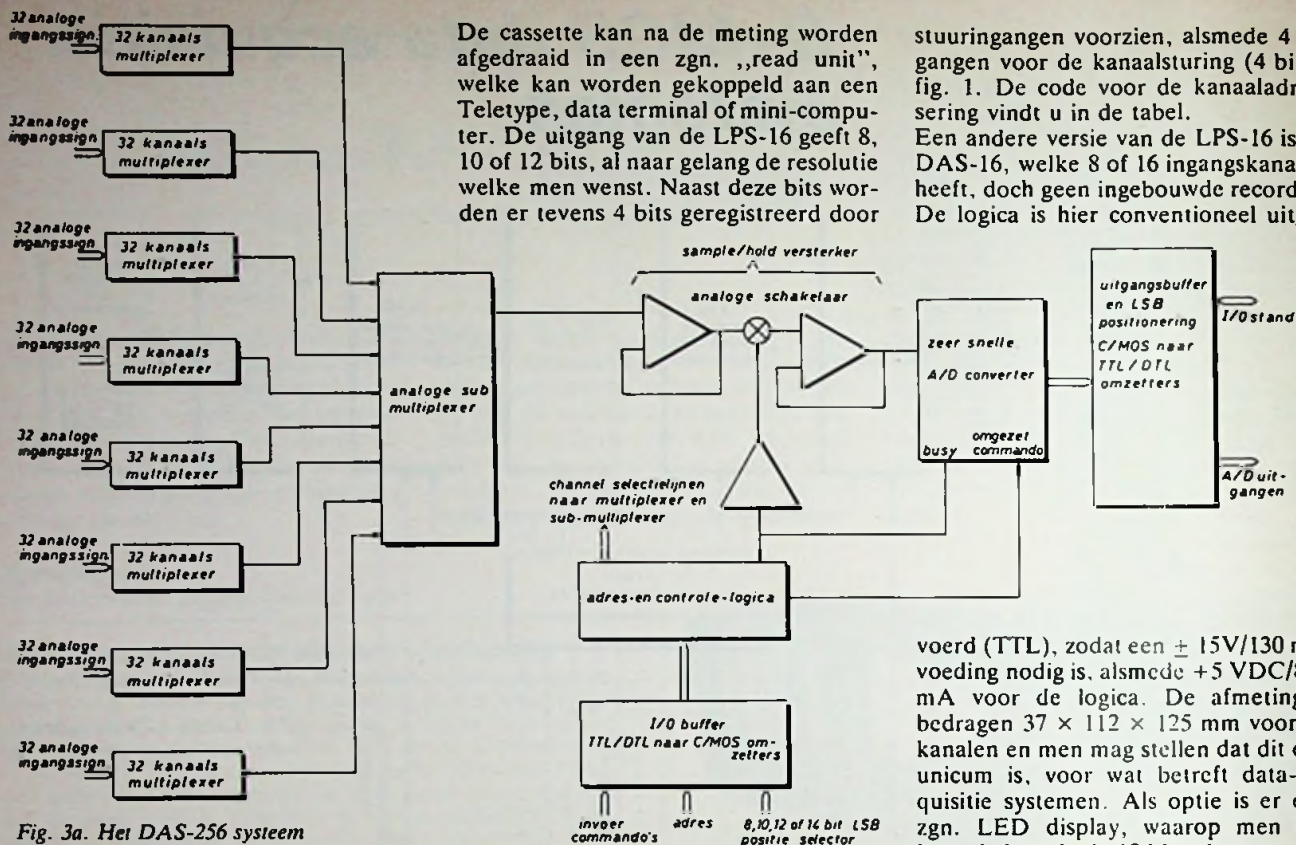 De cassette kan na de meting worden
afgedraaid in een zgn. ,,read unit",
welke kan worden gekoppeld aan een
Teletype, data terminal of mini-compu-
ter. De uitgang van de LPS-16 geeft 8,
10 of 12 bits, al naar gelang de resolutie
welke men wenst. Naast deze bits wor-
den er tevens 4 bits geregistreerd door
stuuringangen voorzien, alsmede 4
gangen voor de kanaalsturing (4 bi
fig. 1. De code voor de kanaaladr
sering vindt u in de tabel.
Een andere versie van de LPS-16 is
DAS-16, welke 8 of 16 ingangskana
heeft, doch geen ingebouwde record
De logica is hier conventioneel uit
voerd (TTL), zodat een ± 15V/130 m
voeding nodig is, alsmede +5 VDC/8
mA voor de logica. De afmeting
bedragen 37 × 112 × 125 mm voor
kanalen en men mag stellen dat dit e
unicum is, voor wat betreft data-
quisitie systemen. Als optie is er e
zgn. LED display, waarop men
32 analoge
ingangssign.
32 kanaals
multiplexer
32 analoge
ingangssign
32 kanaals
multiplexer
32 analoge
ingangssign
32 kanaals
multiplexer
32 analoge
ingangssign.
32 kanaals
multiplexer
32 analoge
ingangssign
32 kanaals
multiplexer
32 analoge
ingangssign
32 kanaals
multiplexer
32 analoge
ingangssign
32 kanaals
multiplexer
32 analoge
ingangssign
32 kanaals
multiplexer
analoge sub
multiplexer
sample/hold versterker
analoge schakelaar
zeer snelle
A/D converter
omgezet
busy commando
uitgangsbuffer
en LSB
positionering
C/MOS naar
TTL/DTL
omzetters
I/O stand
A/D uit-
gangen
channel selectielijnen
naar multiplexer en
sub-multiplexer
adres-en controle-logica
I/O buffer
TTL/DTL naar C/MOS om-
zetters
invoer
commando's
adres
8,10,12 of 14 bit LSB
positie selector
Fig. 3a. Het DAS-256 systeem